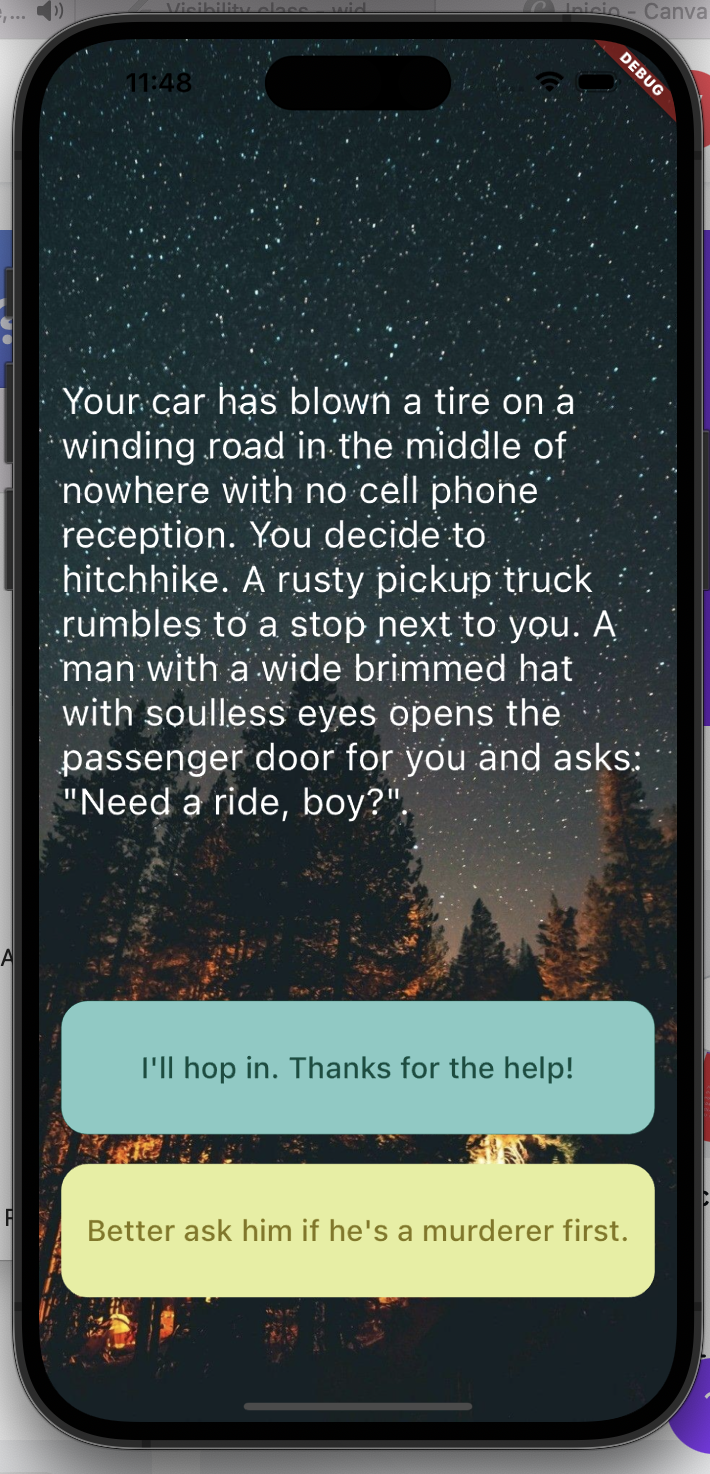 Visibility class - wid
Inicio - Canva
11:48
DEBUG
Your car has blown a tire on a
winding road in the middle of
nowhere with no cell phone
reception. You decide to
hitchhike. A rusty pickup truck
rumbles to a stop next to you. A
man with a wide brimmed hat
with soulless eyes opens the
passenger door for you and asks:
"Need a ride, boy?".
I'll hop in. Thanks for the help!
Better ask him if he's a murderer first.